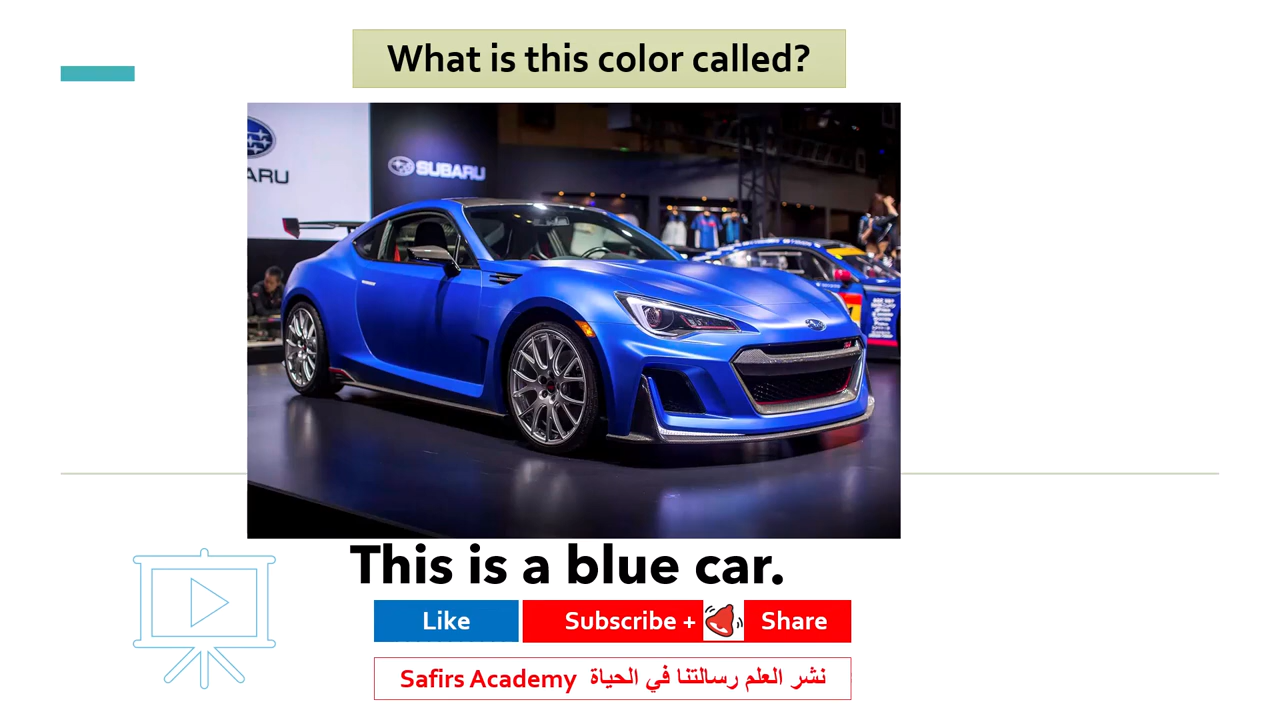 What is this color called?
ARU
SUBARU
This is a blue car.
Like
Subscribe +
Share
Safirs Academy نشر العلم رسالتنا في الحياة